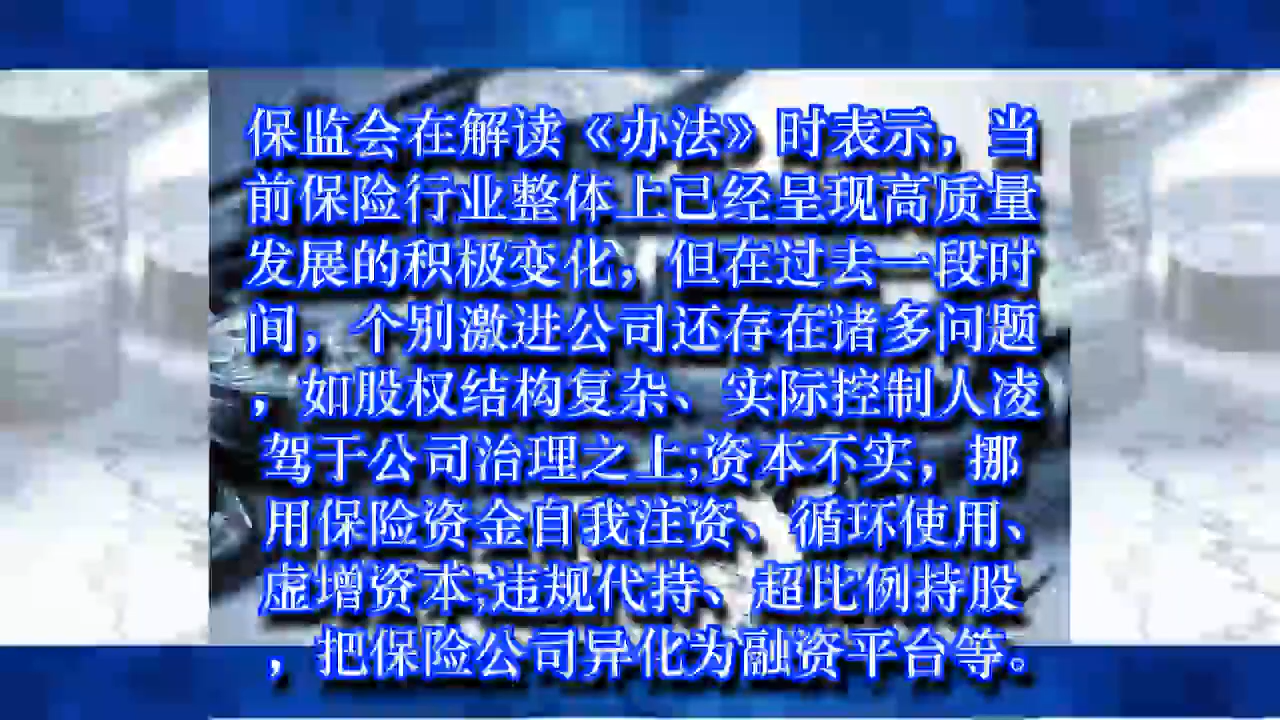 保监会在解读《办法》时表示，当
前保险行业整体上已经呈现高质量
发展的积极变化，但在过去一段时
间，个别激进公司还存在诸多问题
，如股权结构复杂、实际控制人凌
驾于公司治理之上;资本不实，挪
用保险资金自我注资、循环使用、
虚增资本;违规代持、超比例持股
，把保险公司异化为融资平台等。